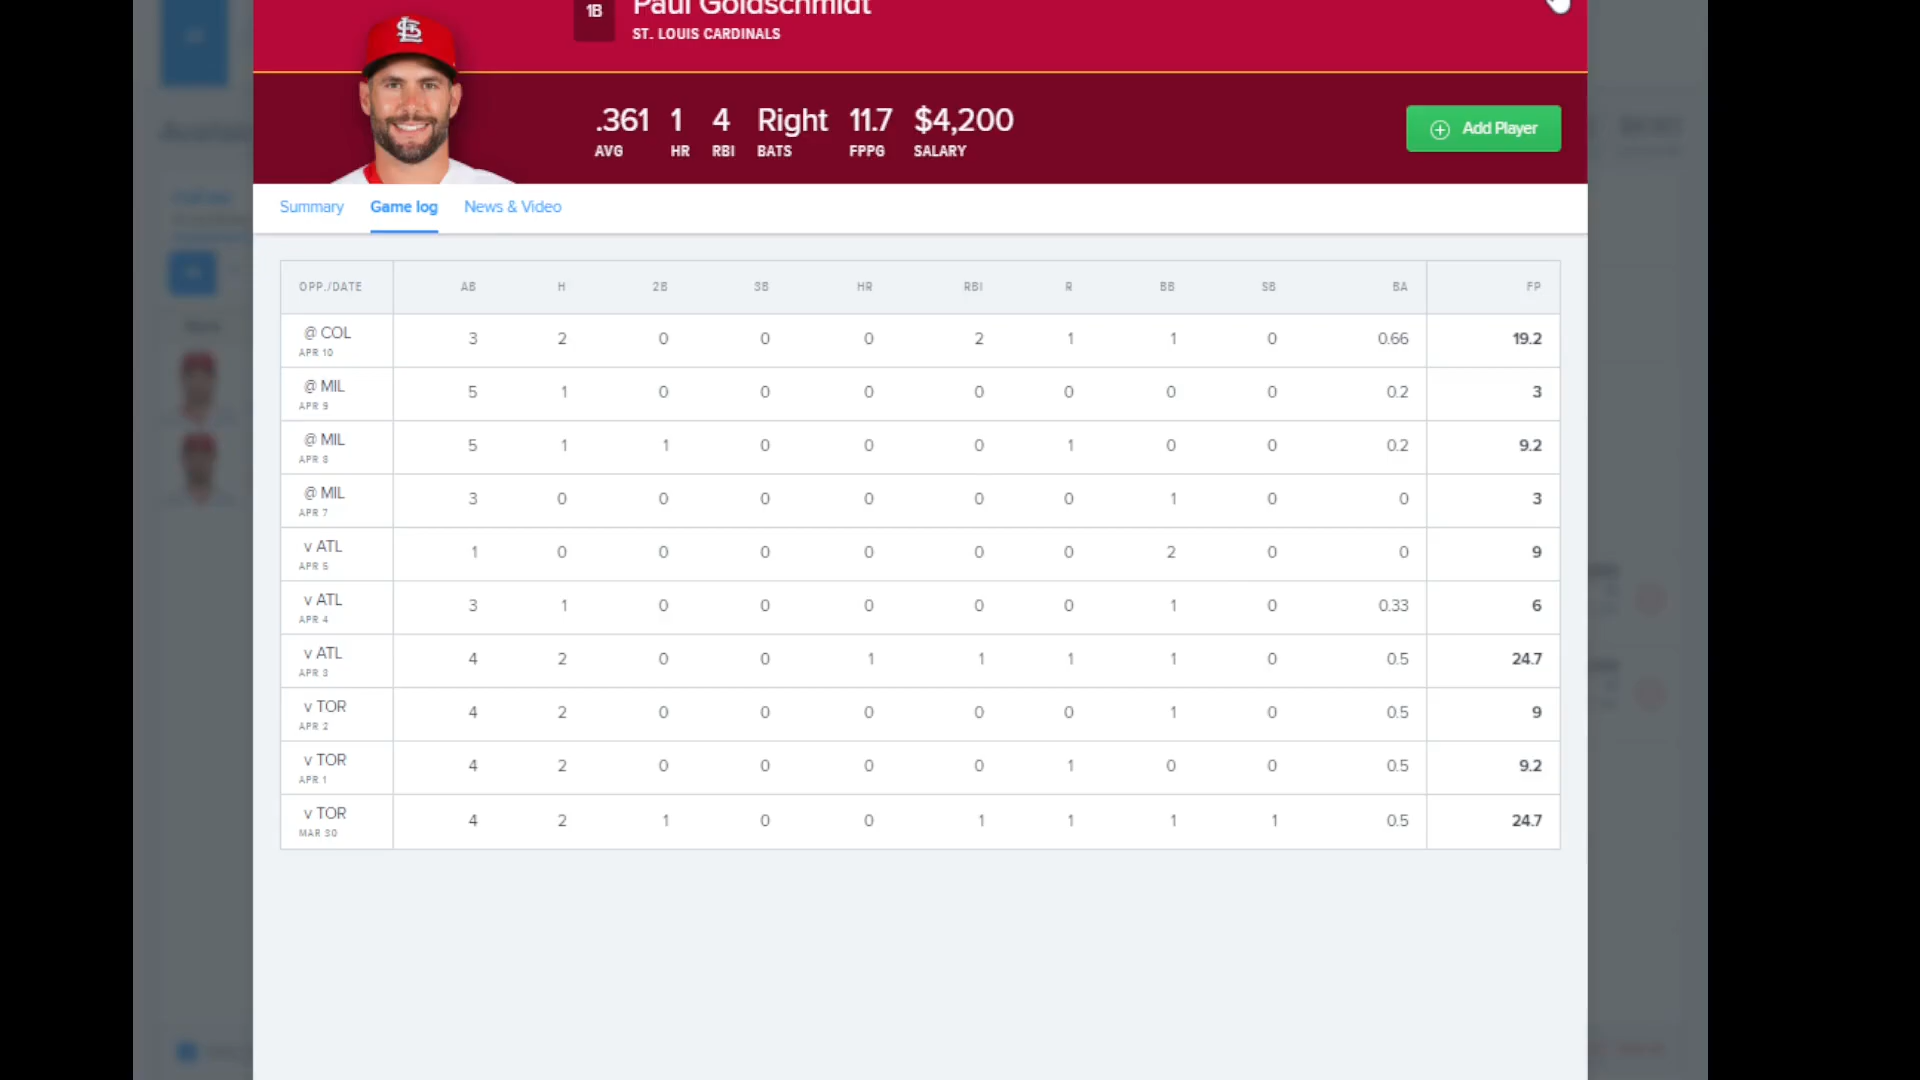 1B
Paul Goldschmidt
ST. LOUIS CARDINALS
.361 1 4 Right 11.7 $4,200
AVG HR RBI BATS FPPG SALARY
Add Player
Summary Game log News & Video
OPP./DATE AB H 2B 3B HR RBI R BB SB BA FP
@ COL 3 2 0 0 0 2 1 1 0 0.66 19.2
APR 10
@ MIL 5 1 0 0 0 0 0 0 0 0.2 3
APR 9
@ MIL 5 1 1 0 0 0 1 0 0 0.2 9.2
APR 8
@ MIL 3 0 0 0 0 0 0 1 0 0 3
APR 7
v ATL 1 0 0 0 0 0 0 2 0 0 9
APR 5
v ATL 3 1 0 0 0 0 0 1 0 0.33 6
APR 4
v ATL 4 2 0 0 1 1 1 1 0 0.5 24.7
APR 3
v TOR 4 2 0 0 0 0 0 1 0 0.5 9
APR 2
v TOR 4 2 0 0 0 0 1 0 0 0.5 9.2
APR 1
v TOR 4 2 1 0 0 1 1 1 1 0.5 24.7
MAR 30